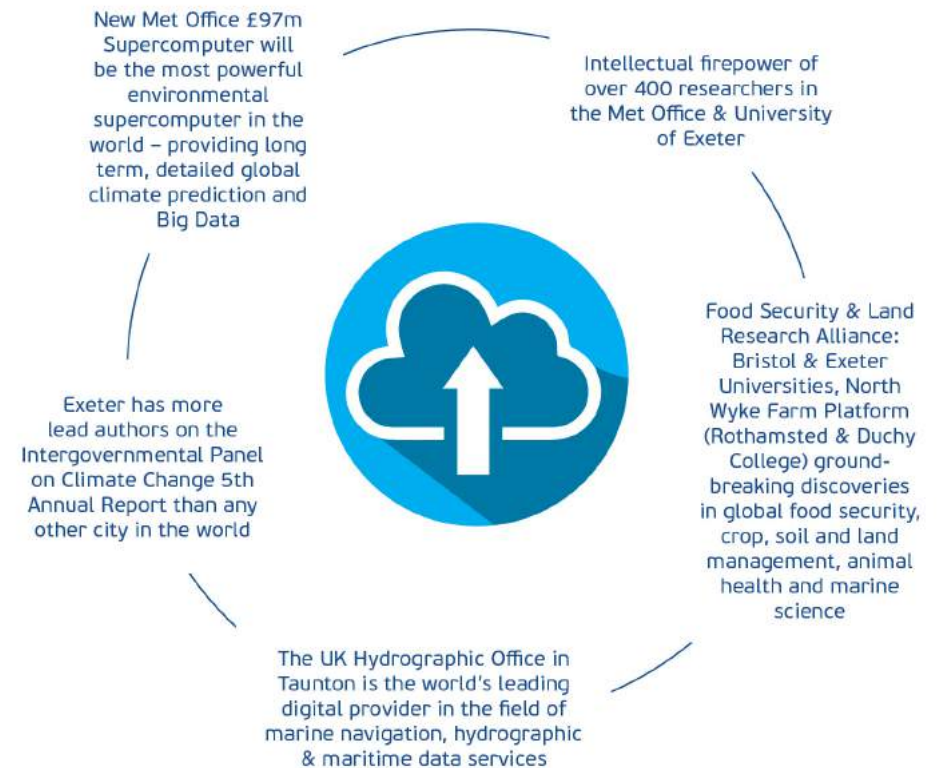 New Met Office £97m
Supercomputer will
be the most powerful
environmental
supercomputer in the
world – providing long
term, detailed global
climate prediction and
Big Data
Intellectual firepower of
over 400 researchers in
the Met Office & University
of Exeter
Food Security & Land
Research Alliance:
Bristol & Exeter
Universities, North
Wyke Farm Platform
(Rothamsted & Duchy
College) ground-
breaking discoveries
in global food security,
crop, soil and land
management, animal
health and marine
science
The UK Hydrographic Office in
Taunton is the world's leading
digital provider in the field of
marine navigation, hydrographic
& maritime data services
Exeter has more
lead authors on the
Intergovernmental Panel
on Climate Change 5th
Annual Report than any
other city in the world